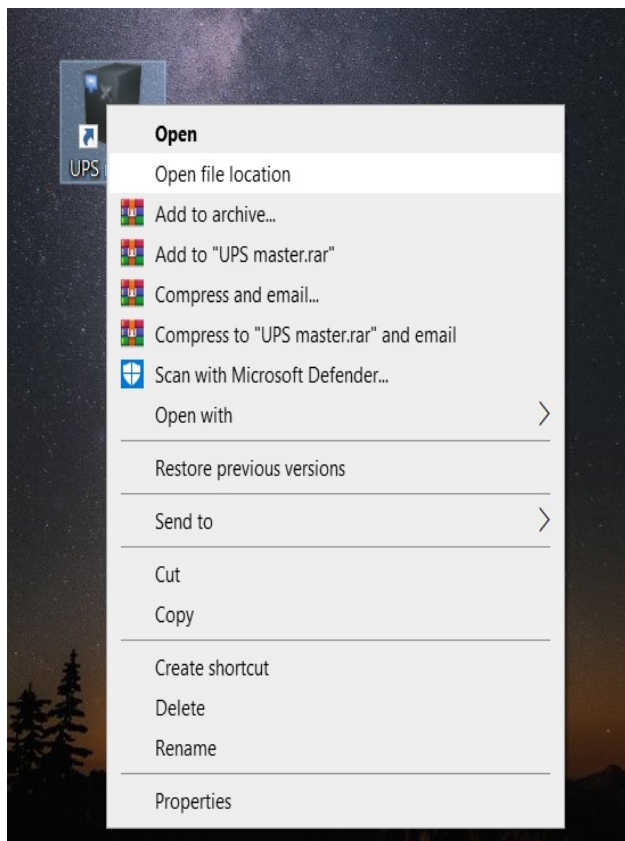 UPS
Open
Open file location
Add to archive...
Add to "UPS master.rar"
Compress and email...
Compress to "UPS master.rar" and email
Scan with Microsoft Defender...
Open with
Restore previous versions
Send to
Cut
Copy
Create shortcut
Delete
Rename
Properties